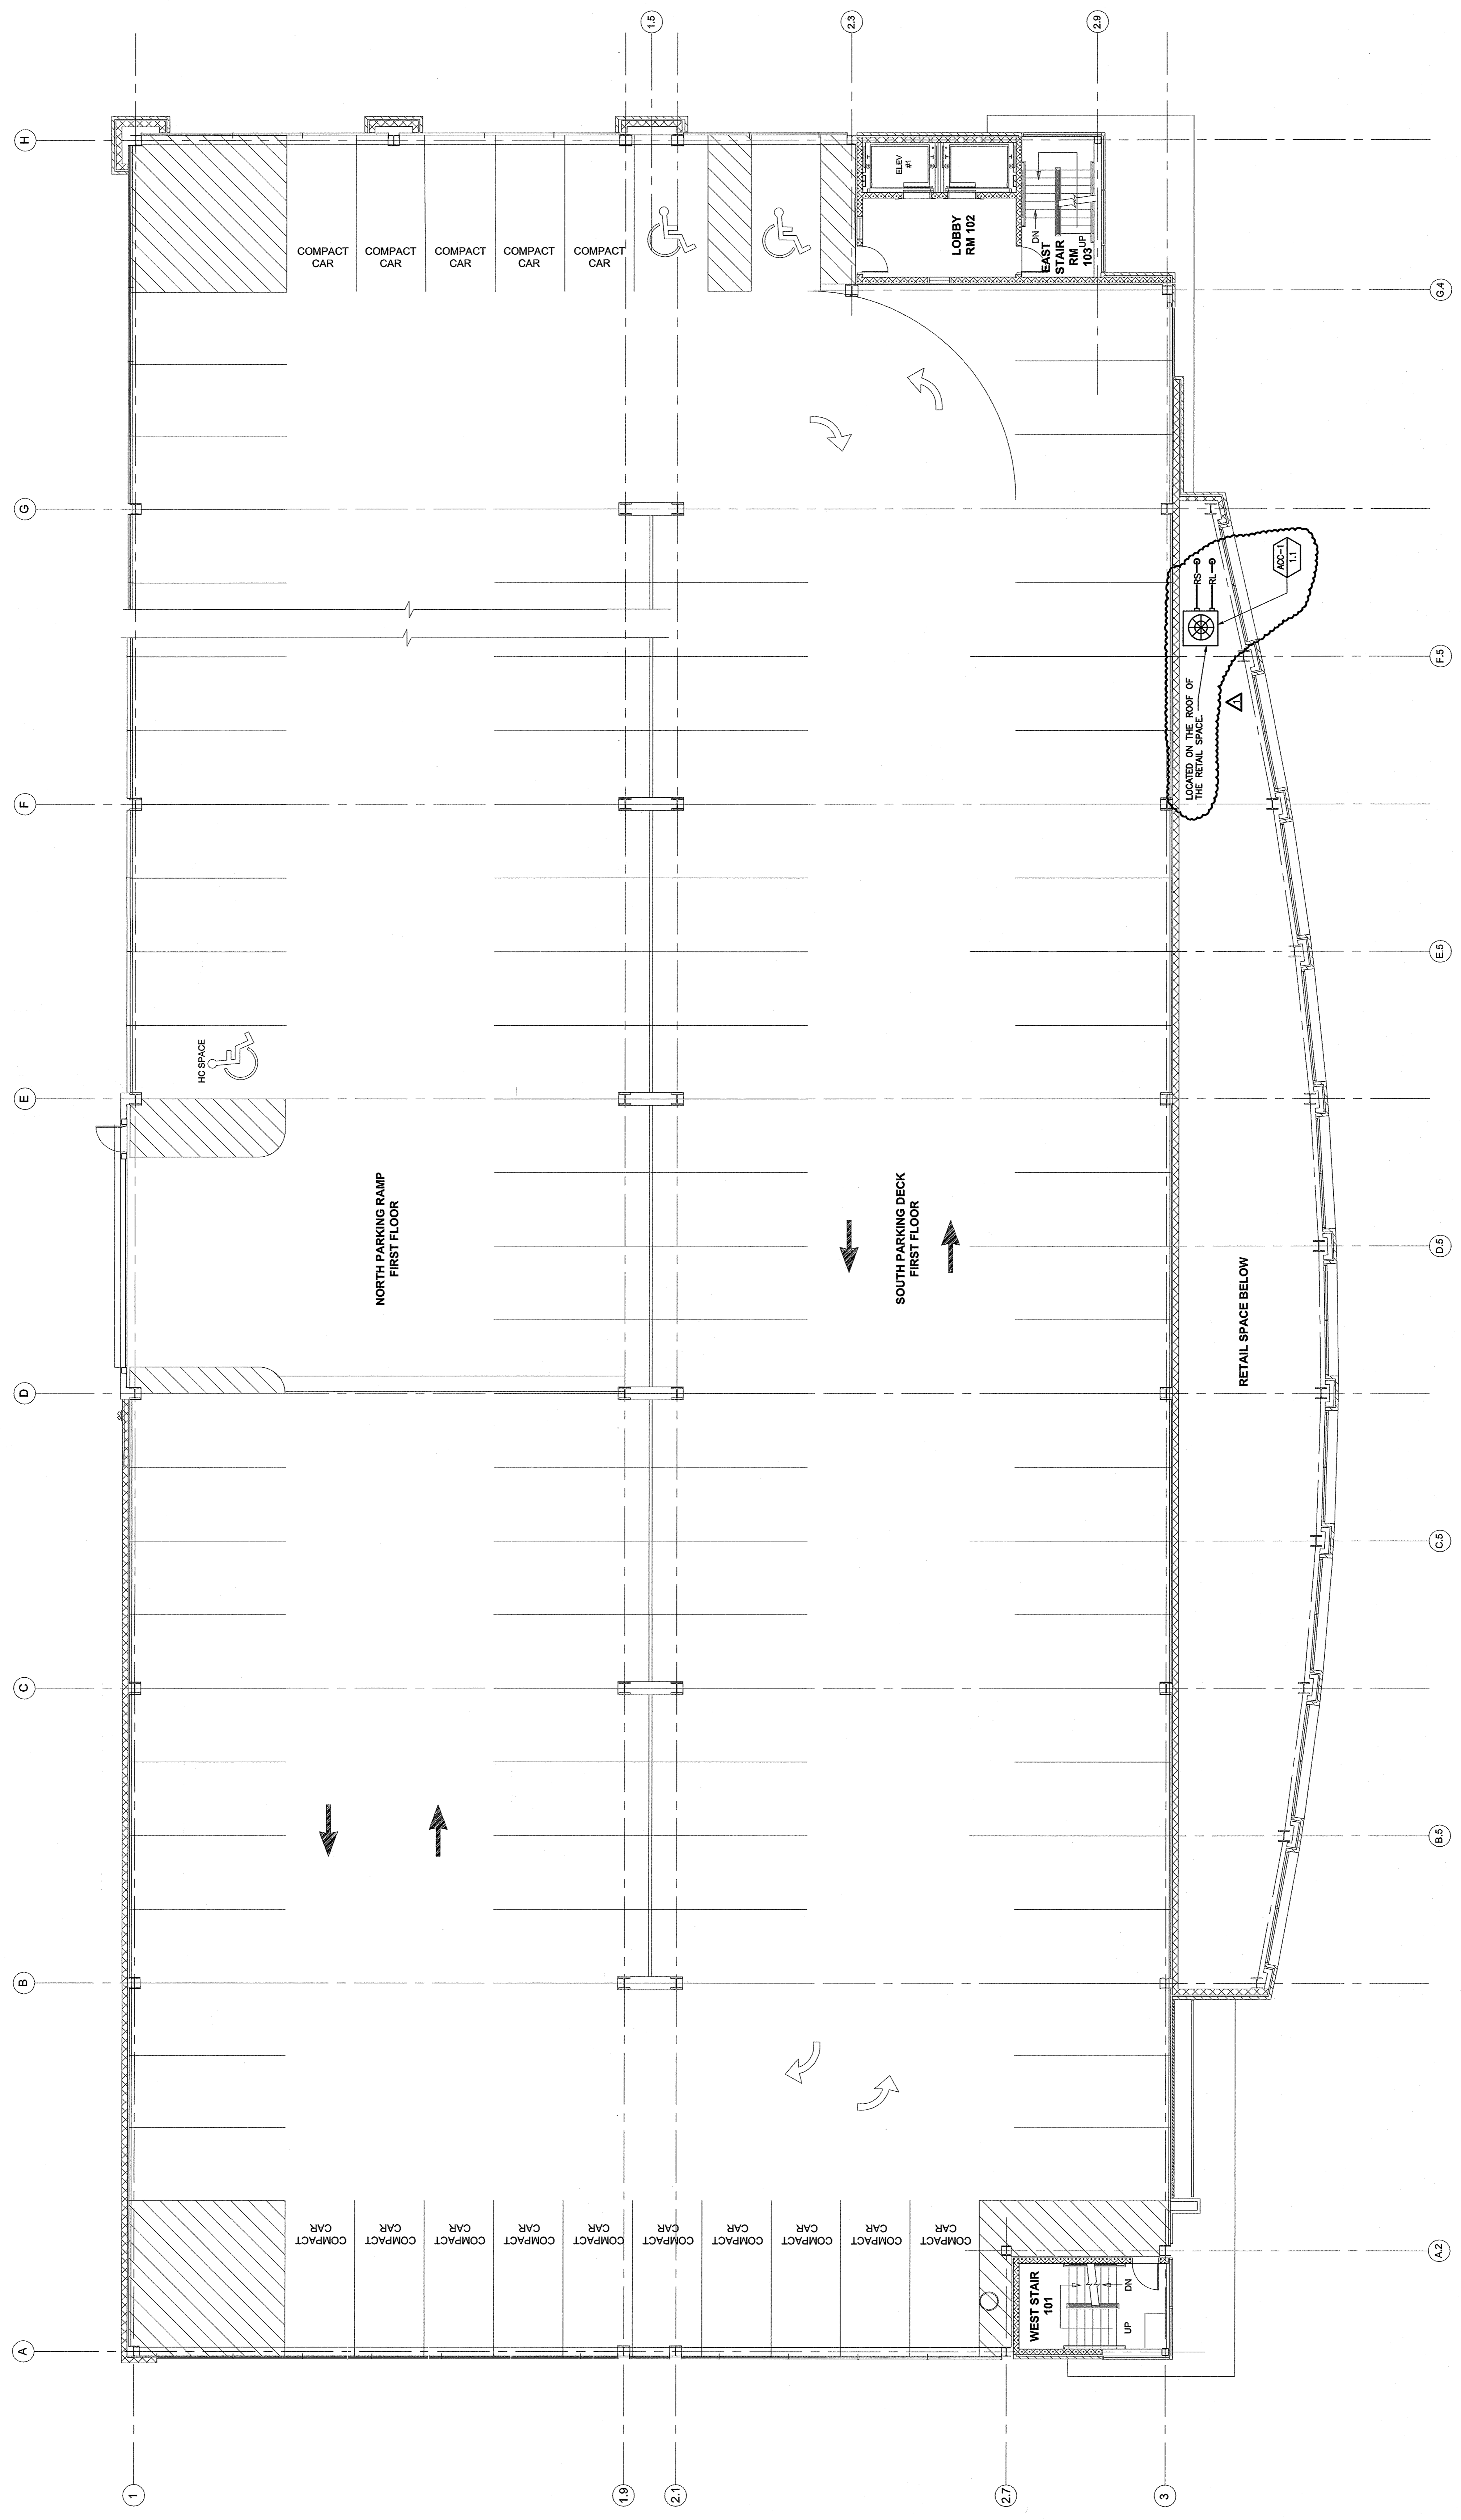 H
G
F
E
D
C
B
A
1.5
2.3
2.9
G.4
F.5
E.5
D.5
C.5
B.5
A.2
1
1.9
2.1
2.7
3
COMPACT
CAR
COMPACT
CAR
COMPACT
CAR
COMPACT
CAR
COMPACT
CAR
ELEV
#1
LOBBY
RM 102
DN
UP
EAST
STAIR
RM
103
RS
RL
ACC-1
1.1
LOCATED ON THE ROOF OF
THE RETAIL SPACE.
1
HC SPACE
NORTH PARKING RAMP
FIRST FLOOR
SOUTH PARKING DECK
FIRST FLOOR
RETAIL SPACE BELOW
COMPACT
CAR
COMPACT
CAR
COMPACT
CAR
COMPACT
CAR
COMPACT
CAR
COMPACT
CAR
COMPACT
CAR
COMPACT
CAR
COMPACT
CAR
COMPACT
CAR
WEST STAIR
101
UP
DN